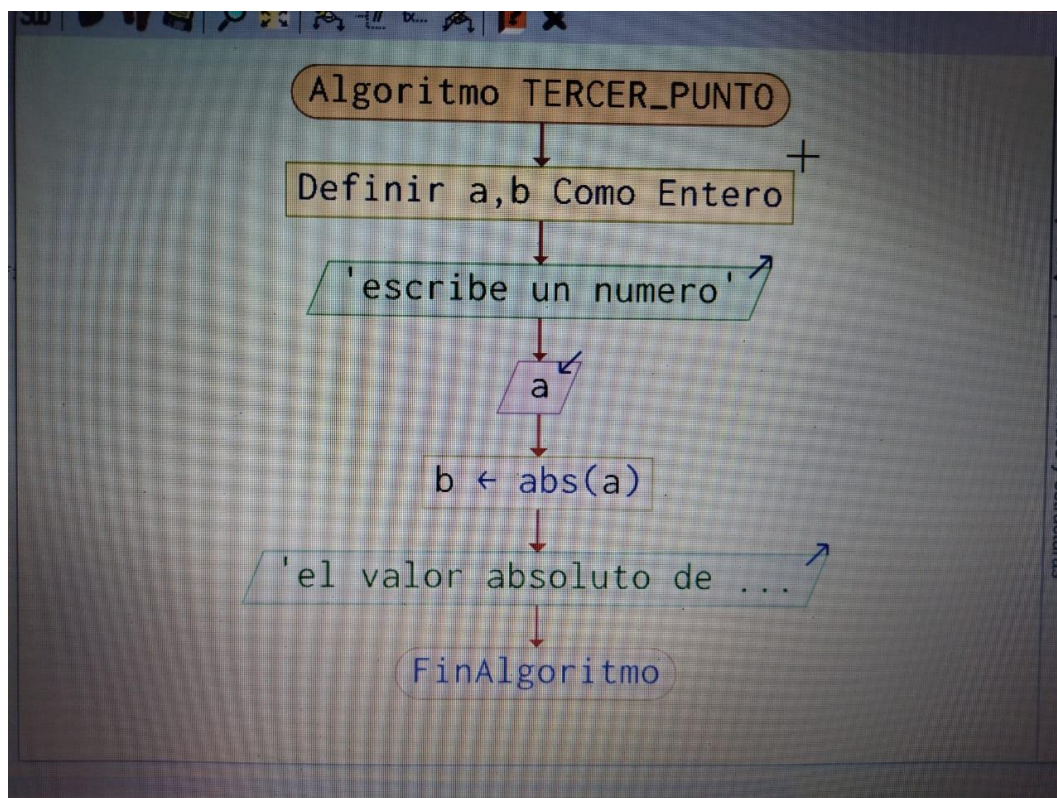 Algoritmo TERCER_PUNTO
Definir a,b Como Entero
'escribe un numero'
a
b ← abs(a)
'el valor absoluto de ...
FinAlgoritmo